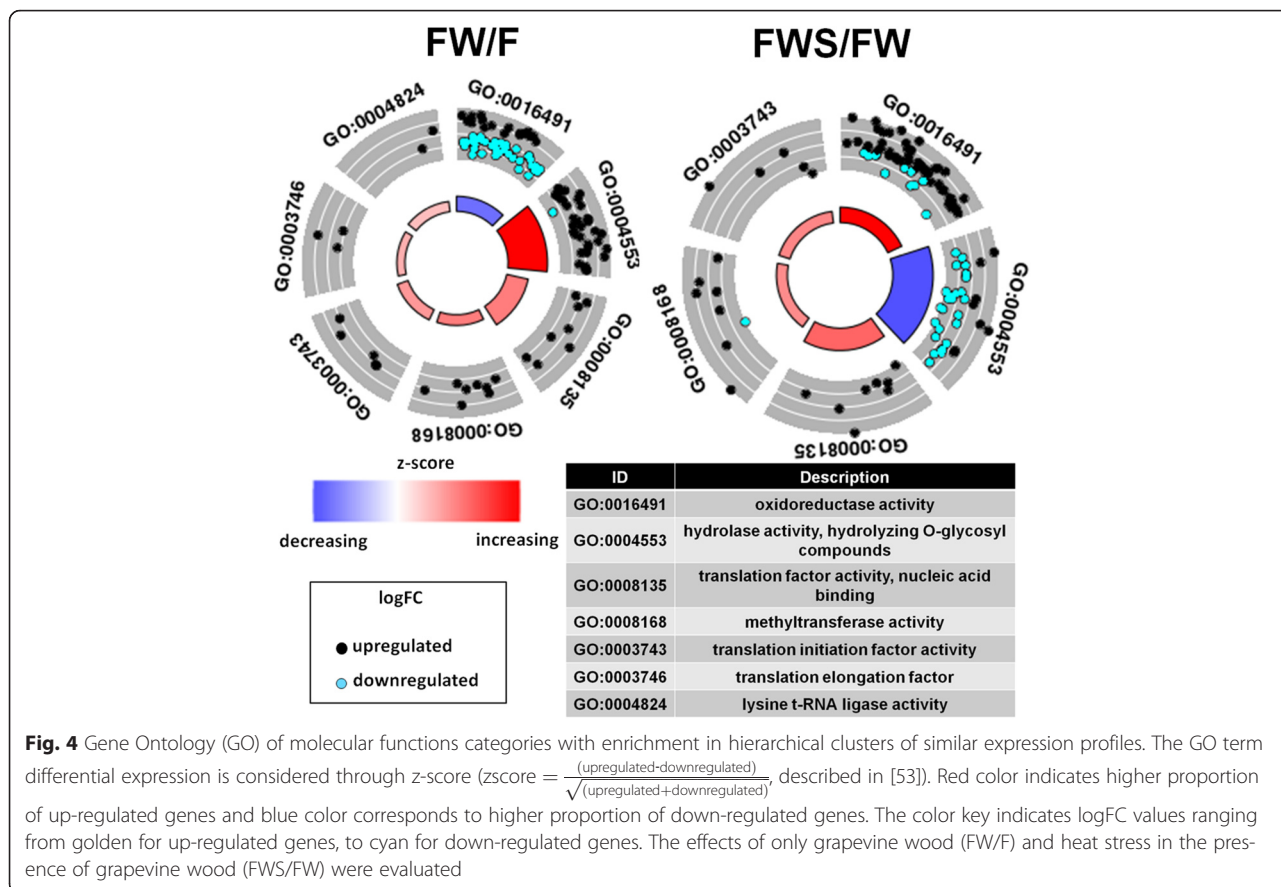 FW/F
FWS/FW
GO:0004824
GO:0016491
GO:0004553
GO:0008135
GO:0008168
GO:0003743
GO:0003746
GO:0003743
GO:0016491
GO:0004553
GO:0008135
GO:0008168
z-score
decreasing
increasing
logFC
upregulated
downregulated
ID Description
GO:0016491 oxidoreductase activity
GO:0004553 hydrolase activity, hydrolyzing O-glycosyl
compounds
GO:0008135 translation factor activity, nucleic acid
binding
GO:0008168 methyltransferase activity
GO:0003743 translation initiation factor activity
GO:0003746 translation elongation factor
GO:0004824 lysine t-RNA ligase activity
Fig. 4 Gene Ontology (GO) of molecular functions categories with enrichment in hierarchical clusters of similar expression profiles. The GO term
differential expression is considered through z-score (zscore = (upregulated-downregulated)/√(upregulated+downregulated), described in [53]). Red color indicates higher proportion
of up-regulated genes and blue color corresponds to higher proportion of down-regulated genes. The color key indicates logFC values ranging
from golden for up-regulated genes, to cyan for down-regulated genes. The effects of only grapevine wood (FW/F) and heat stress in the pres-
ence of grapevine wood (FWS/FW) were evaluated